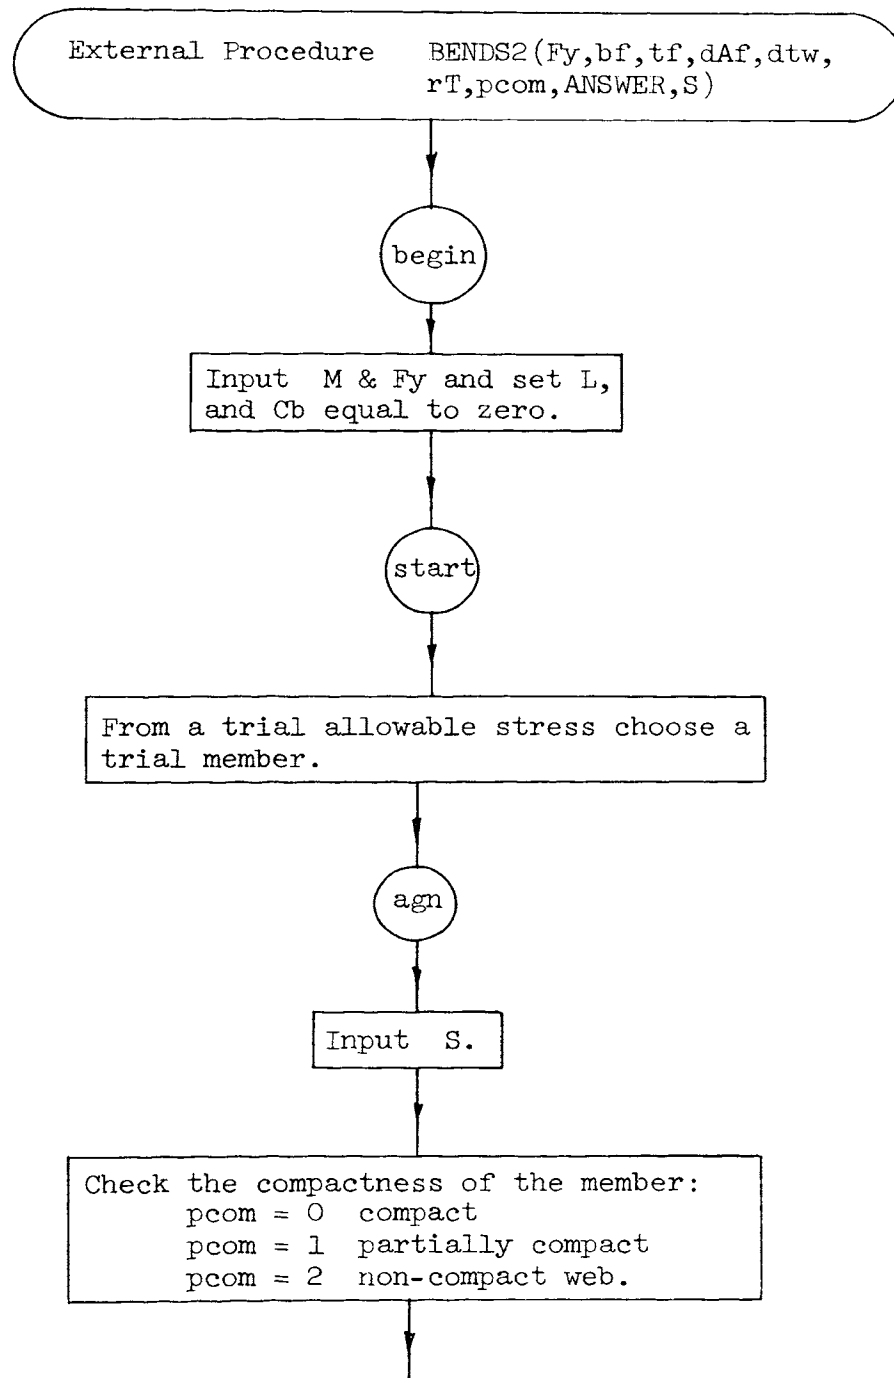 External Procedure BENDS2(Fy,bf,tf,dAf,dtw,
rT,pcom,ANSWER,S)
begin
Input M & Fy and set L,
and Cb equal to zero.
start
From a trial allowable stress choose a
trial member.
agn
Input S.
Check the compactness of the member:
pcom = 0 compact
pcom = 1 partially compact
pcom = 2 non-compact web.